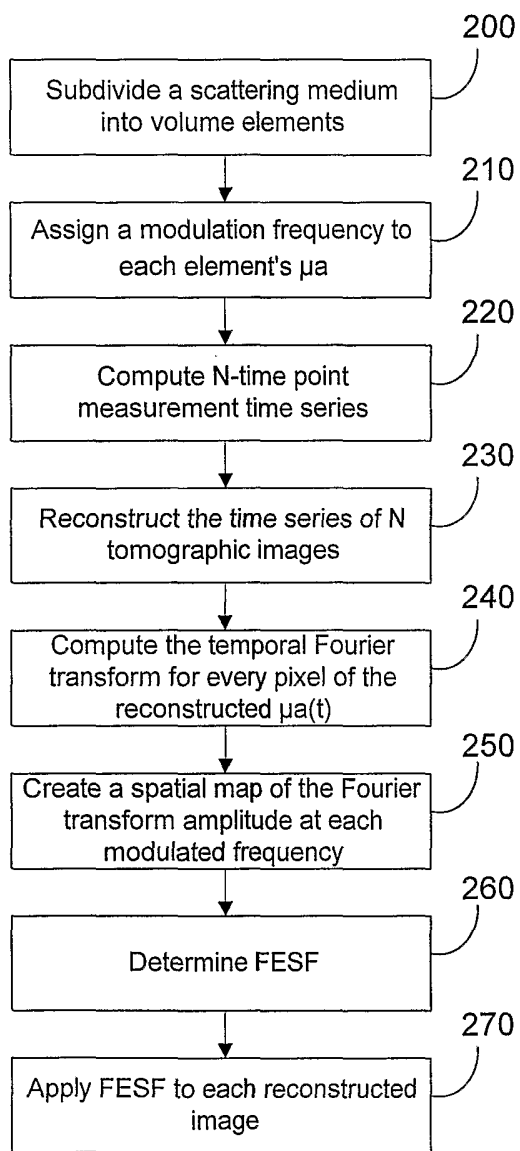 200
Subdivide a scattering medium
into volume elements
210
Assign a modulation frequency to
each element's μa
220
Compute N-time point
measurement time series
230
Reconstruct the time series of N
tomographic images
240
Compute the temporal Fourier
transform for every pixel of the
reconstructed μa(t)
250
Create a spatial map of the Fourier
transform amplitude at each
modulated frequency
260
Determine FESF
270
Apply FESF to each reconstructed
image